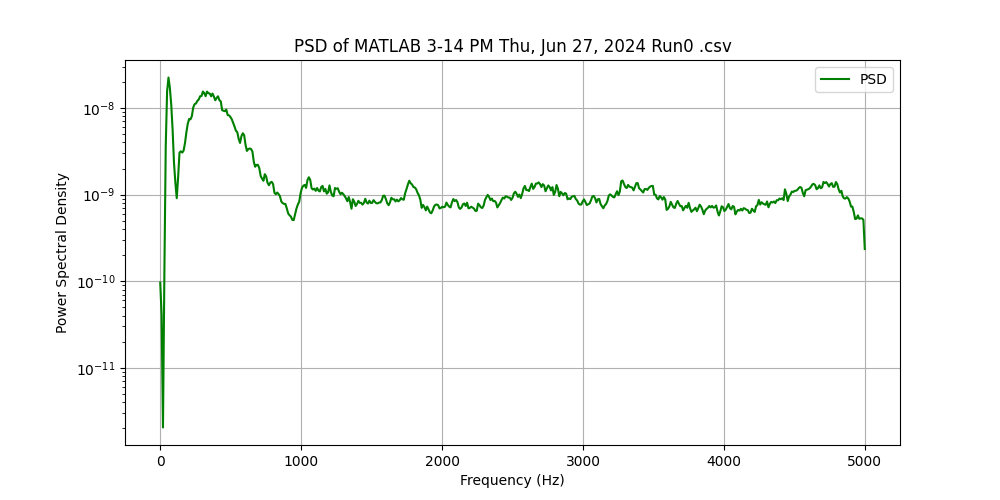 PSD of MATLAB 3-14 PM Thu, Jun 27, 2024 Run0 .csv
PSD
Power Spectral Density
10⁻⁸
10⁻⁹
10⁻¹⁰
10⁻¹¹
0 1000 2000 3000 4000 5000
Frequency (Hz)